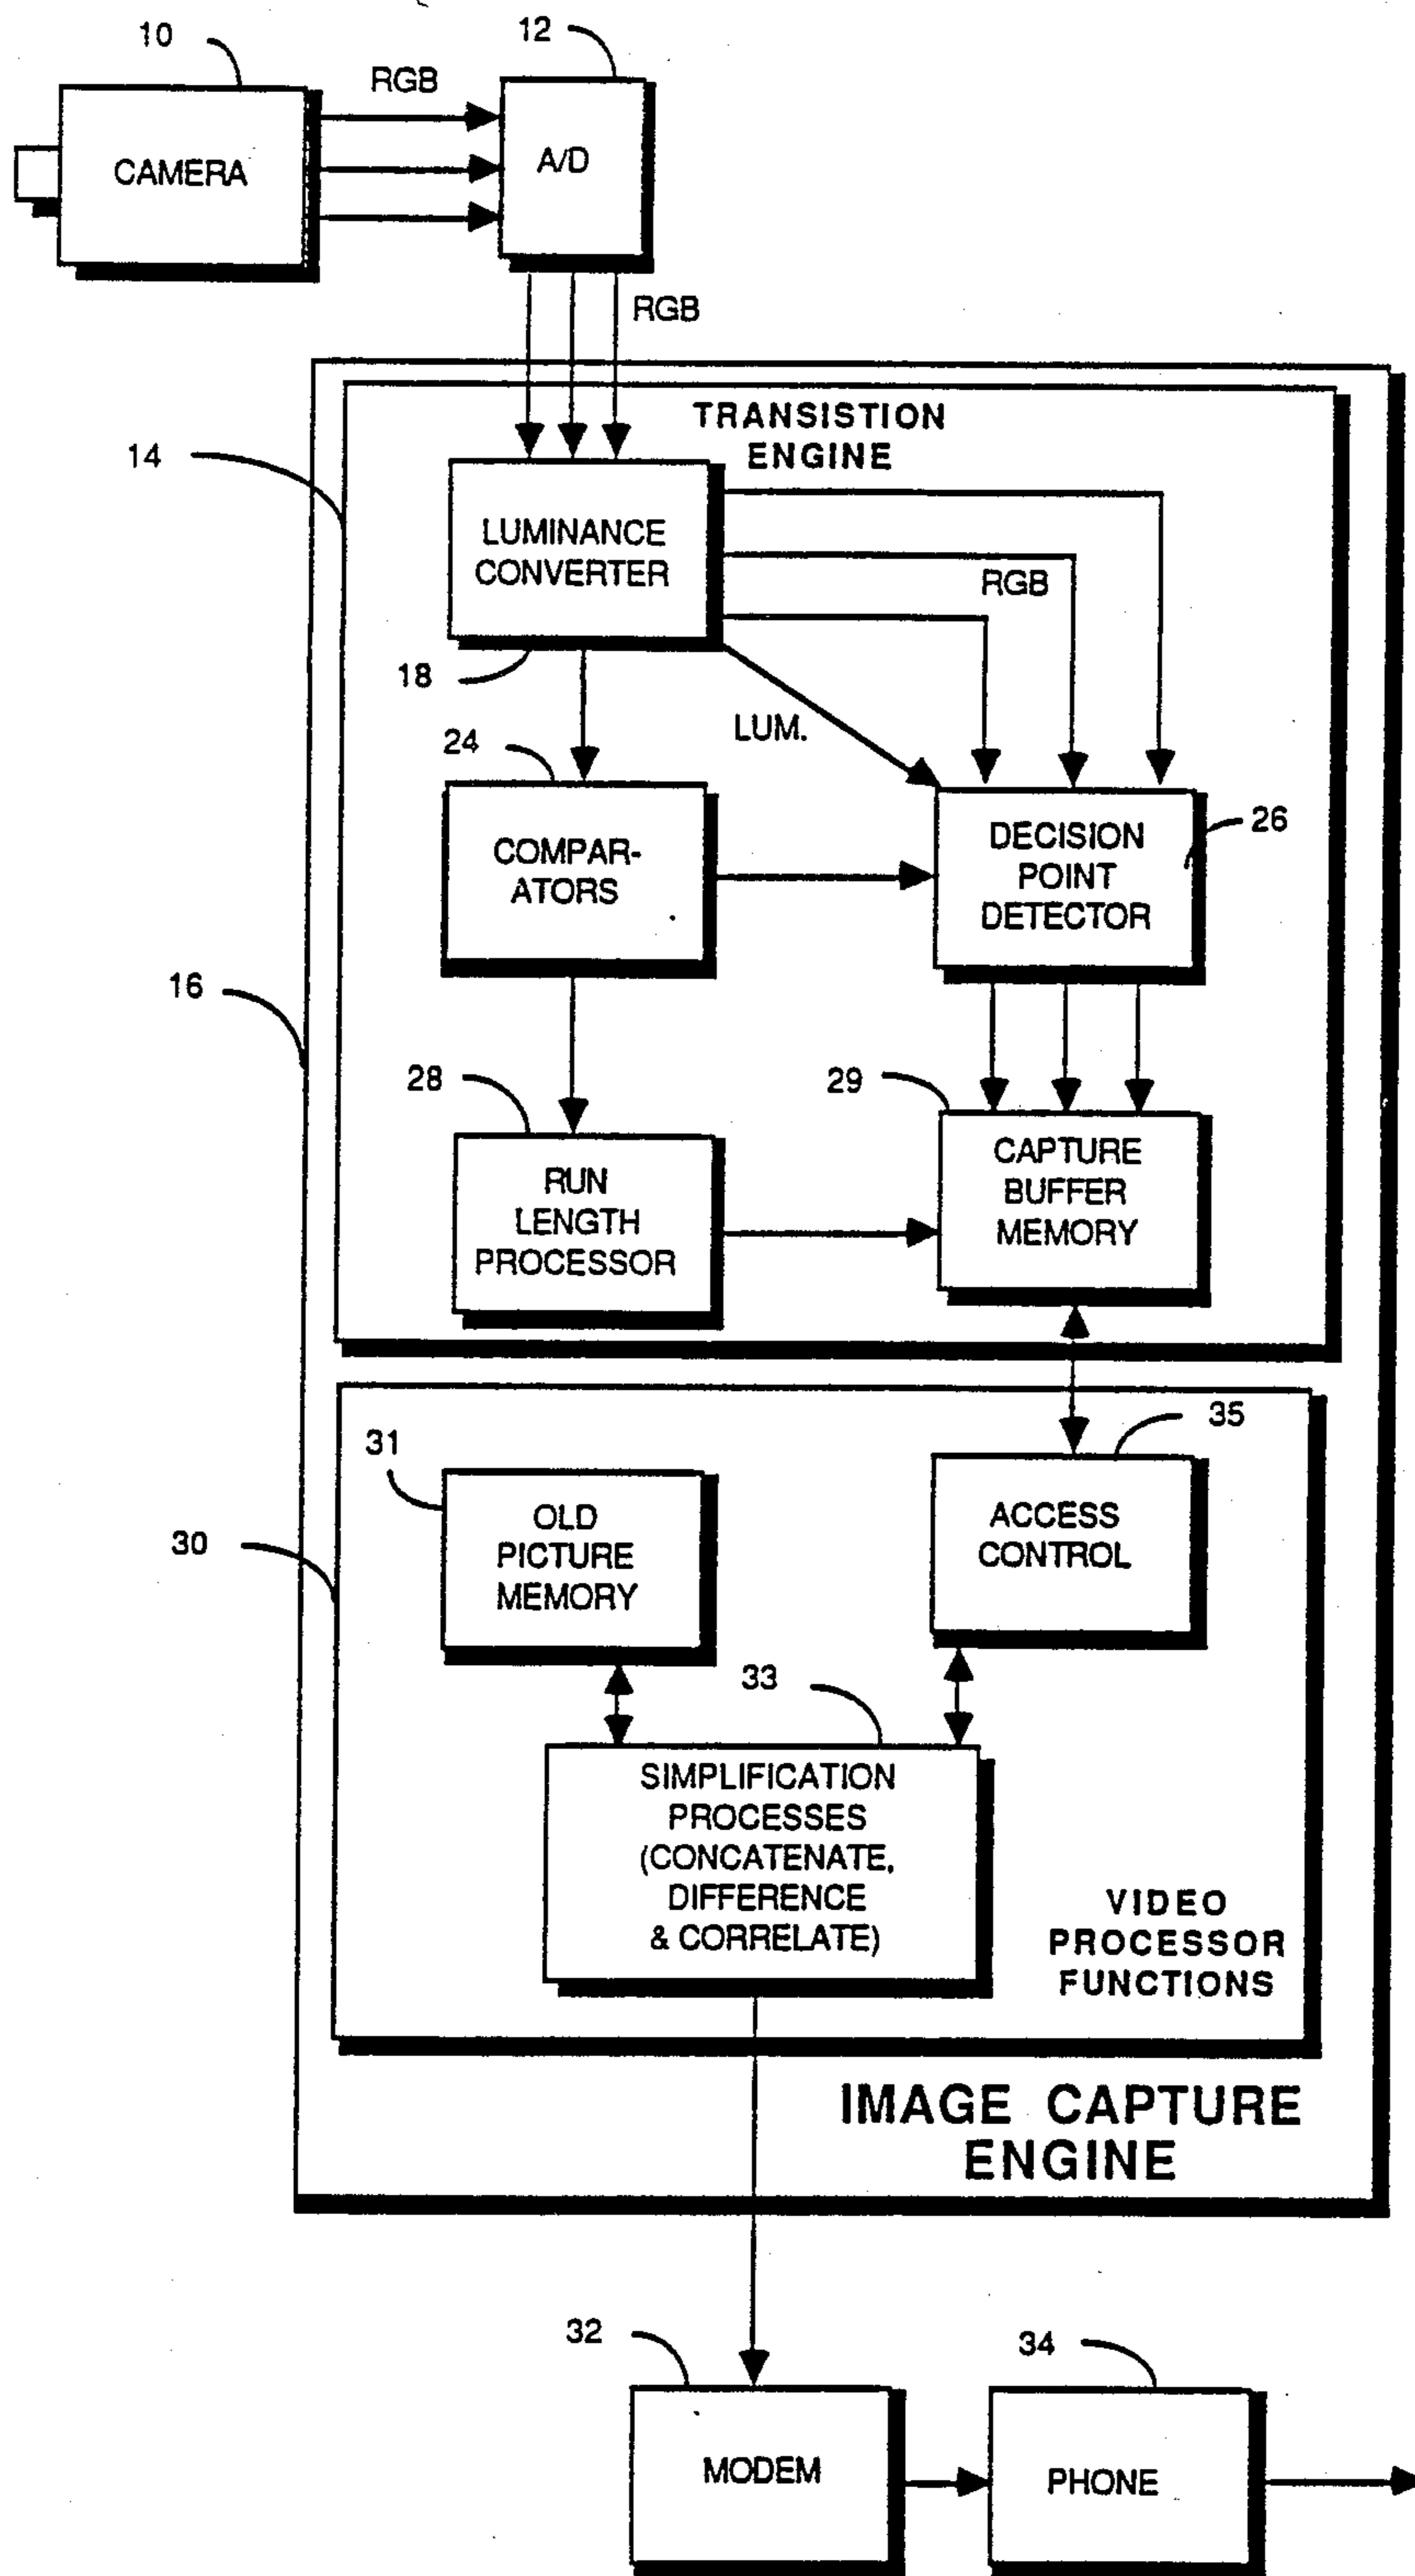 10
12
RGB
CAMERA
A/D
RGB
TRANSISTION
ENGINE
14
LUMINANCE
CONVERTER
RGB
18
LUM.
24
COMPAR-
ATORS
DECISION
POINT
DETECTOR
26
16
28
29
RUN
LENGTH
PROCESSOR
CAPTURE
BUFFER
MEMORY
31
35
OLD
PICTURE
MEMORY
ACCESS
CONTROL
30
33
SIMPLIFICATION
PROCESSES
(CONCATENATE,
DIFFERENCE
& CORRELATE)
VIDEO
PROCESSOR
FUNCTIONS
IMAGE CAPTURE
ENGINE
32
34
MODEM
PHONE